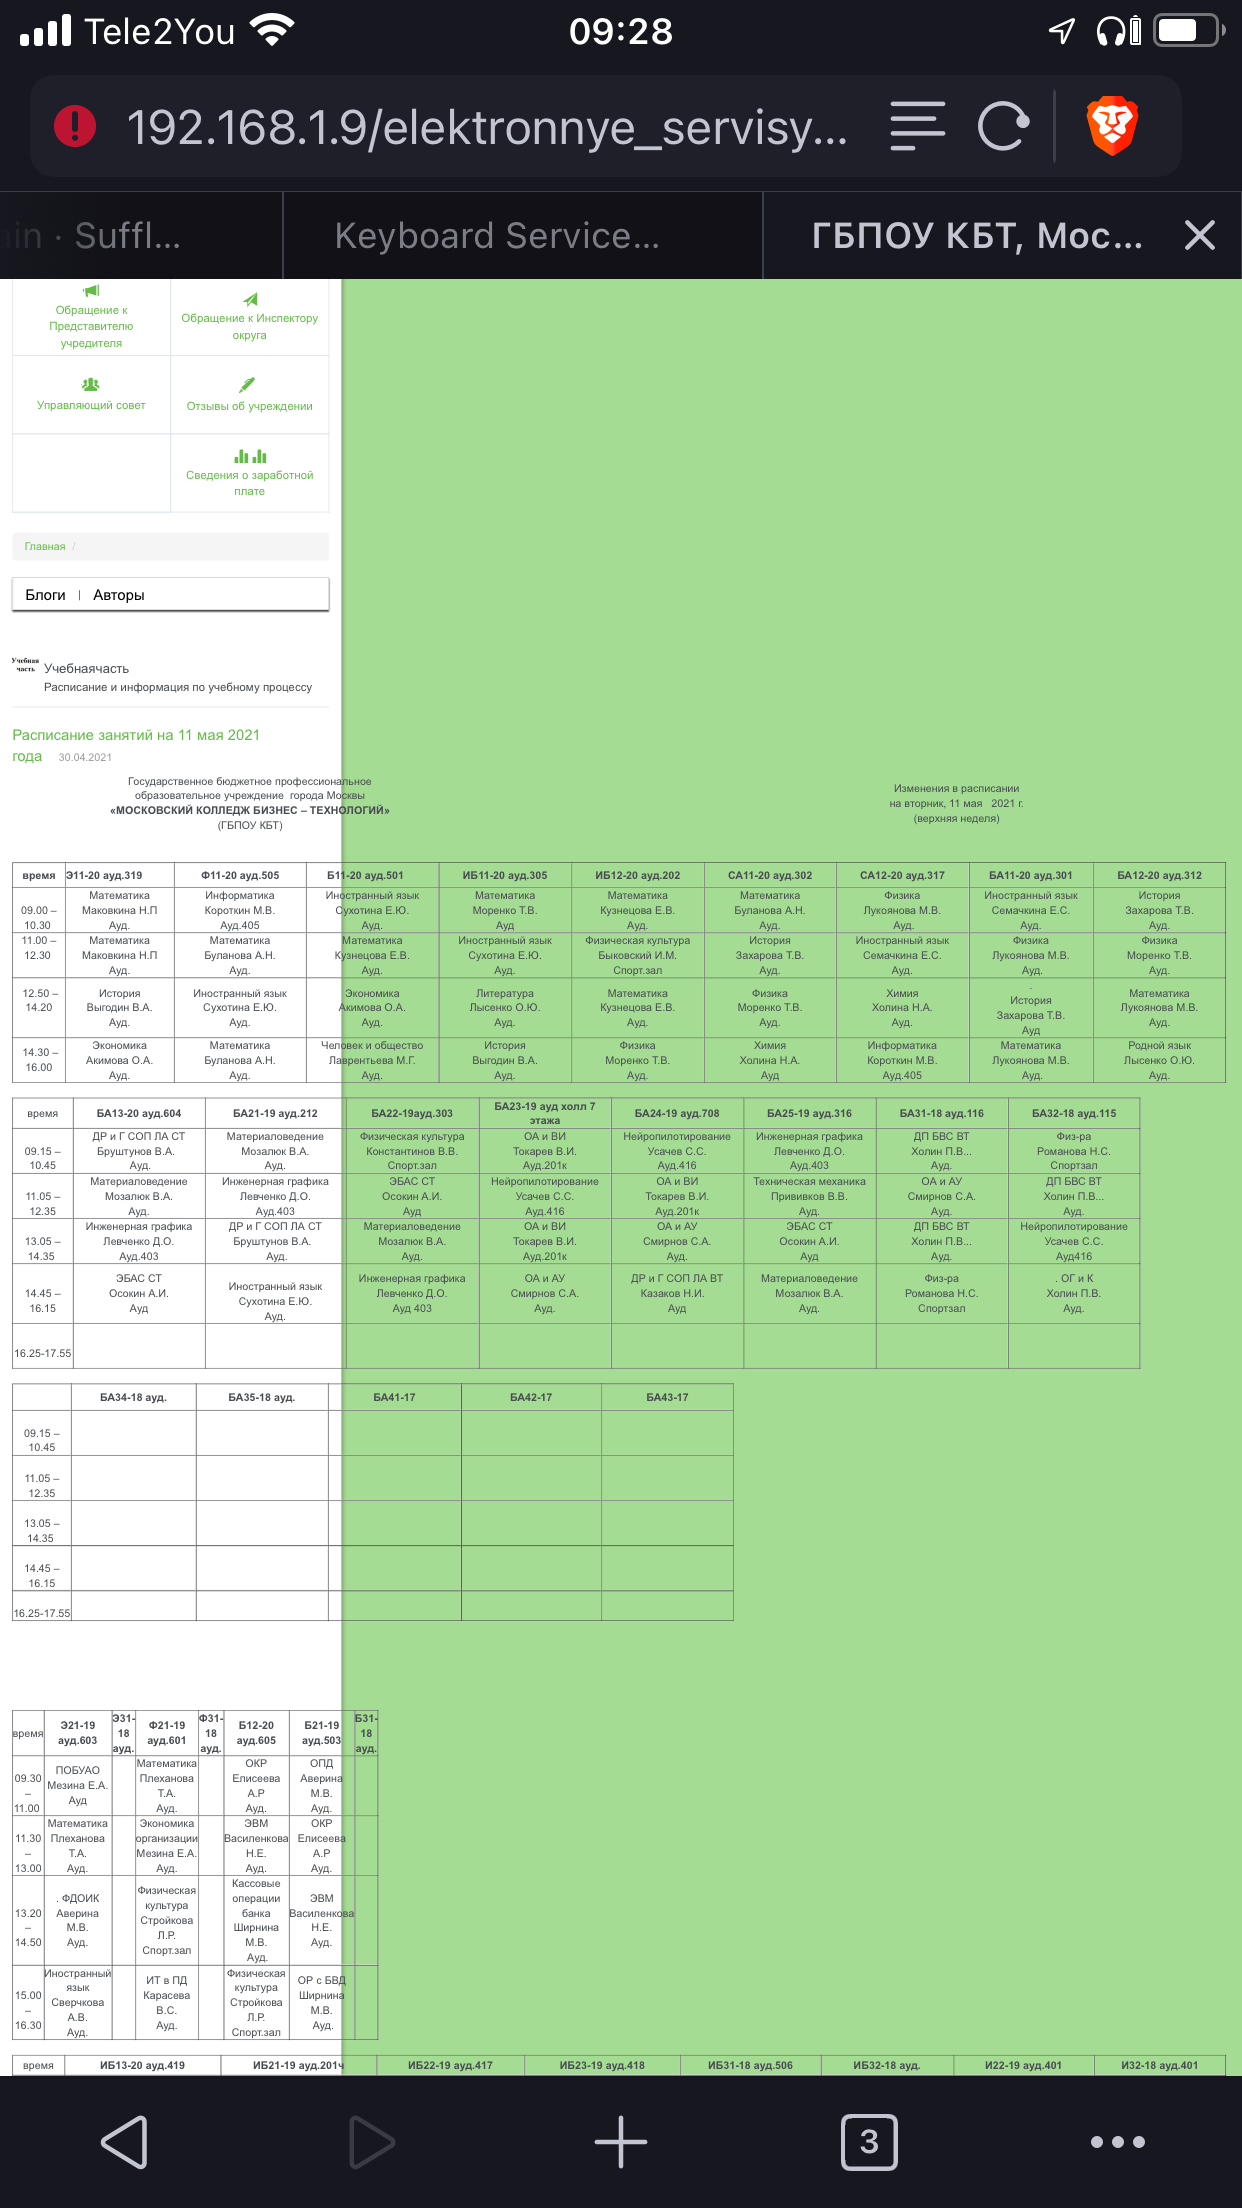 Tele2You 09:28
192.168.1.9/elektronnye_servisy...
ain · Suffl... Keyboard Service... ГБПОУ КБТ, Мос...
Обращение к Представителю учредителя
Обращение к Инспектору округа
Управляющий совет
Отзывы об учреждении
Сведения о заработной плате
Главная /
Блоги | Авторы
Учебная часть
Учебнаячасть
Расписание и информация по учебному процессу
Расписание занятий на 11 мая 2021
года 30.04.2021
Государственное бюджетное профессиональное
образовательное учреждение города Москвы
«МОСКОВСКИЙ КОЛЛЕДЖ БИЗНЕС – ТЕХНОЛОГИЙ»
(ГБПОУ КБТ)
Изменения в расписании
на вторник, 11 мая 2021 г.
(верхняя неделя)
время Э11-20 ауд.319 Ф11-20 ауд.505 Б11-20 ауд.501 ИБ11-20 ауд.305 ИБ12-20 ауд.202 СА11-20 ауд.302 СА12-20 ауд.317 БА11-20 ауд.301 БА12-20 ауд.312
Математика Информатика Иностранный язык Математика Математика Математика Физика Иностранный язык История
09.00 – Маковкина Н.П Короткин М.В. Сухотина Е.Ю. Моренко Т.В. Кузнецова Е.В. Буланова А.Н. Лукоянова М.В. Семачкина Е.С. Захарова Т.В.
10.30 Ауд. Ауд.405 Ауд. Ауд Ауд. Ауд. Ауд. Ауд. Ауд.
11.00 – Математика Математика Математика Иностранный язык Физическая культура История Иностранный язык Физика Физика
12.30 Маковкина Н.П Буланова А.Н. Кузнецова Е.В. Сухотина Е.Ю. Быковский И.М. Захарова Т.В. Семачкина Е.С. Лукоянова М.В. Моренко Т.В.
Ауд. Ауд. Ауд. Ауд. Спорт.зал Ауд. Ауд. Ауд. Ауд.
12.50 – История Иностранный язык Экономика Литература Математика Физика Химия . История Математика
14.20 Выгодин В.А. Сухотина Е.Ю. Акимова О.А. Лысенко О.Ю. Кузнецова Е.В. Моренко Т.В. Холина Н.А. Захарова Т.В. Лукоянова М.В.
Ауд. Ауд. Ауд. Ауд. Ауд. Ауд. Ауд. Ауд Ауд.
14.30 – Экономика Математика Человек и общество История Физика Химия Информатика Математика Родной язык
16.00 Акимова О.А. Буланова А.Н. Лаврентьева М.Г. Выгодин В.А. Моренко Т.В. Холина Н.А. Короткин М.В. Лукоянова М.В. Лысенко О.Ю.
Ауд. Ауд. Ауд. Ауд. Ауд. Ауд Ауд.405 Ауд. Ауд.
время БА13-20 ауд.604 БА21-19 ауд.212 БА22-19ауд.303 БА23-19 ауд холл 7 этажа БА24-19 ауд.708 БА25-19 ауд.316 БА31-18 ауд.116 БА32-18 ауд.115
ДР и Г СОП ЛА СТ Материаловедение Физическая культура ОА и ВИ Нейропилотирование Инженерная графика ДП БВС ВТ Физ-ра
09.15 – Бруштунов В.А. Мозалюк В.А. Константинов В.В. Токарев В.И. Усачев С.С. Левченко Д.О. Холин П.В... Романова Н.С.
10.45 Ауд. Ауд. Спорт.зал Ауд.201к Ауд.416 Ауд.403 Ауд. Спортзал
Материаловедение Инженерная графика ЭБАС СТ Нейропилотирование ОА и ВИ Техническая механика ОА и АУ ДП БВС ВТ
11.05 – Мозалюк В.А. Левченко Д.О. Осокин А.И. Усачев С.С. Токарев В.И. Прививков В.В. Смирнов С.А. Холин П.В...
12.35 Ауд. Ауд.403 Ауд Ауд.416 Ауд.201к Ауд. Ауд. Ауд.
Инженерная графика ДР и Г СОП ЛА СТ Материаловедение ОА и ВИ ОА и АУ ЭБАС СТ ДП БВС ВТ Нейропилотирование
13.05 – Левченко Д.О. Бруштунов В.А. Мозалюк В.А. Токарев В.И. Смирнов С.А. Осокин А.И. Холин П.В... Усачев С.С.
14.35 Ауд.403 Ауд. Ауд. Ауд.201к Ауд. Ауд Ауд. Ауд416
ЭБАС СТ Иностранный язык Инженерная графика ОА и АУ ДР и Г СОП ЛА ВТ Материаловедение Физ-ра . ОГ и К
14.45 – Осокин А.И. Сухотина Е.Ю. Левченко Д.О. Смирнов С.А. Казаков Н.И. Мозалюк В.А. Романова Н.С. Холин П.В.
16.15 Ауд Ауд. Ауд 403 Ауд. Ауд Ауд. Спортзал Ауд.
16.25-17.55
БА34-18 ауд. БА35-18 ауд. БА41-17 БА42-17 БА43-17
09.15 –
10.45
11.05 –
12.35
13.05 –
14.35
14.45 –
16.15
16.25-17.55
время Э21-19 ауд.603 Э31-18 ауд. Ф21-19 ауд.601 Ф31-18 ауд. Б12-20 ауд.605 Б21-19 ауд.503 Б31-18 ауд.
09.30 – 11.00 ПОБУАО Мезина Е.А. Ауд Математика Плеханова Т.А. Ауд. ОКР Елисеева А.Р Ауд. ОПД Аверина М.В. Ауд.
11.30 – 13.00 Математика Плеханова Т.А. Ауд. Экономика организации Мезина Е.А. Ауд. ЭВМ Василенкова Н.Е. Ауд. ОКР Елисеева А.Р Ауд.
13.20 – 14.50 . ФДОИК Аверина М.В. Ауд. Физическая культура Стройкова Л.Р. Спорт.зал Кассовые операции банка Ширнина М.В. Ауд. ЭВМ Василенкова Н.Е. Ауд.
15.00 – 16.30 Иностранный язык Сверчкова А.В. Ауд. ИТ в ПД Карасева В.С. Ауд. Физическая культура Стройкова Л.Р. Спорт.зал ОР с БВД Ширнина М.В. Ауд.
время ИБ13-20 ауд.419 ИБ21-19 ауд.201ч ИБ22-19 ауд.417 ИБ23-19 ауд.418 ИБ31-18 ауд.506 ИБ32-18 ауд. И22-19 ауд.401 И32-18 ауд.401
3